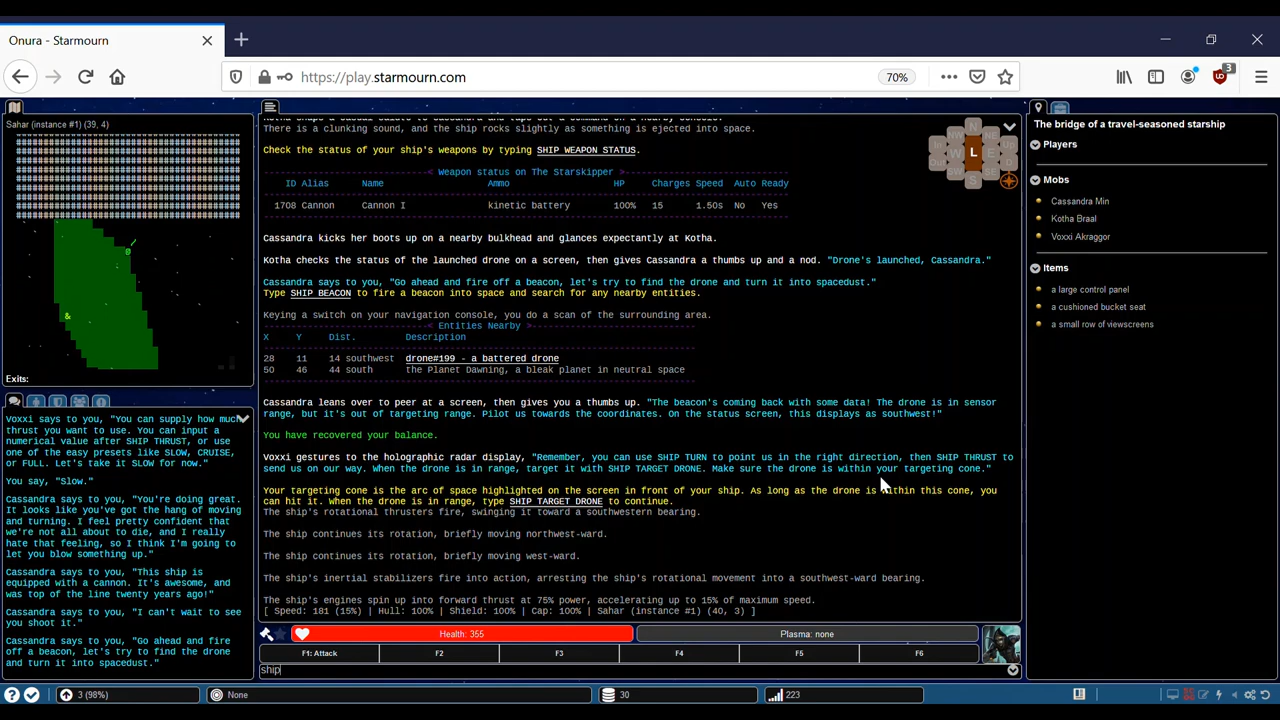 Onura - Starmourn
https://play.starmourn.com
70%
3
Sahar (instance #1) (39, 4)
Exits:
Voxxi says to you, "You can supply how much
thrust you want to use. You can input a
numerical value after SHIP THRUST, or use
one of the easy presets like SLOW, CRUISE,
or FULL. Let's take it SLOW for now."
You say, "Slow."
Cassandra says to you, "You're doing great.
It looks like you've got the hang of moving
and turning. I feel pretty confident that
we're not all about to die, and I really
hate that feeling, so I think I'm going to
let you blow something up."
Cassandra says to you, "This ship is
equipped with a cannon. It's awesome, and
was top of the line twenty years ago!"
Cassandra says to you, "I can't wait to see
you shoot it."
Cassandra says to you, "Go ahead and fire
off a beacon, let's try to find the drone
and turn it into spacedust."
Kotha snaps a casual salute to Cassandra and taps out a command on a nearby console.
There is a clunking sound, and the ship rocks slightly as something is ejected into space.
Check the status of your ship's weapons by typing SHIP WEAPON STATUS.
< Weapon status on The Starskipper >
ID Alias Name Ammo HP Charges Speed Auto Ready
1708 Cannon Cannon I kinetic battery 100% 15 1.50s No Yes
Cassandra kicks her boots up on a nearby bulkhead and glances expectantly at Kotha.
Kotha checks the status of the launched drone on a screen, then gives Cassandra a thumbs up and a nod. "Drone's launched, Cassandra."
Cassandra says to you, "Go ahead and fire off a beacon, let's try to find the drone and turn it into spacedust."
Type SHIP BEACON to fire a beacon into space and search for any nearby entities.
Keying a switch on your navigation console, you do a scan of the surrounding area.
< Entities Nearby >
X Y Dist. Description
28 11 14 southwest drone#199 - a battered drone
50 46 44 south the Planet Dawning, a bleak planet in neutral space
Cassandra leans over to peer at a screen, then gives you a thumbs up. "The beacon's coming back with some data! The drone is in sensor
range, but it's out of targeting range. Pilot us towards the coordinates. On the status screen, this displays as southwest!"
You have recovered your balance.
Voxxi gestures to the holographic radar display, "Remember, you can use SHIP TURN to point us in the right direction, then SHIP THRUST to
send us on our way. When the drone is in range, target it with SHIP TARGET DRONE. Make sure the drone is within your targeting cone."
Your targeting cone is the arc of space highlighted on the screen in front of your ship. As long as the drone is within this cone, you
can hit it. When the drone is in range, type SHIP TARGET DRONE to continue.
The ship's rotational thrusters fire, swinging it toward a southwestern bearing.
The ship continues its rotation, briefly moving northwest-ward.
The ship continues its rotation, briefly moving west-ward.
The ship's inertial stabilizers fire into action, arresting the ship's rotational movement into a southwest-ward bearing.
The ship's engines spin up into forward thrust at 75% power, accelerating up to 15% of maximum speed.
[ Speed: 181 (15%) | Hull: 100% | Shield: 100% | Cap: 100% | Sahar (instance #1) (40, 3) ]
Health: 355
Plasma: none
F1: Attack F2 F3 F4 F5 F6
ship
NW N NE
In W L E Up
Out SW S SE D
The bridge of a travel-seasoned starship
Players
Mobs
Cassandra Min
Kotha Braal
Voxxi Akraggor
Items
a large control panel
a cushioned bucket seat
a small row of viewscreens
3 (98%)
None
30
223